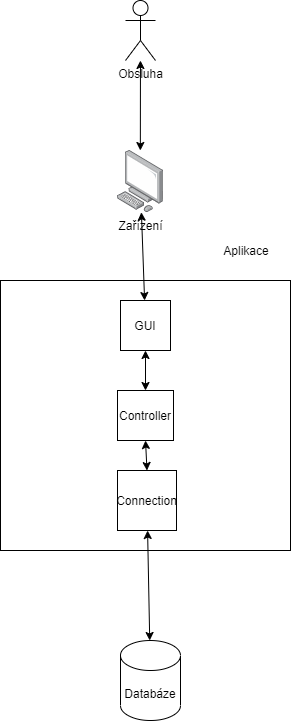 Obsluha
Zařízení
Aplikace
GUI
Controller
Connection
Databáze